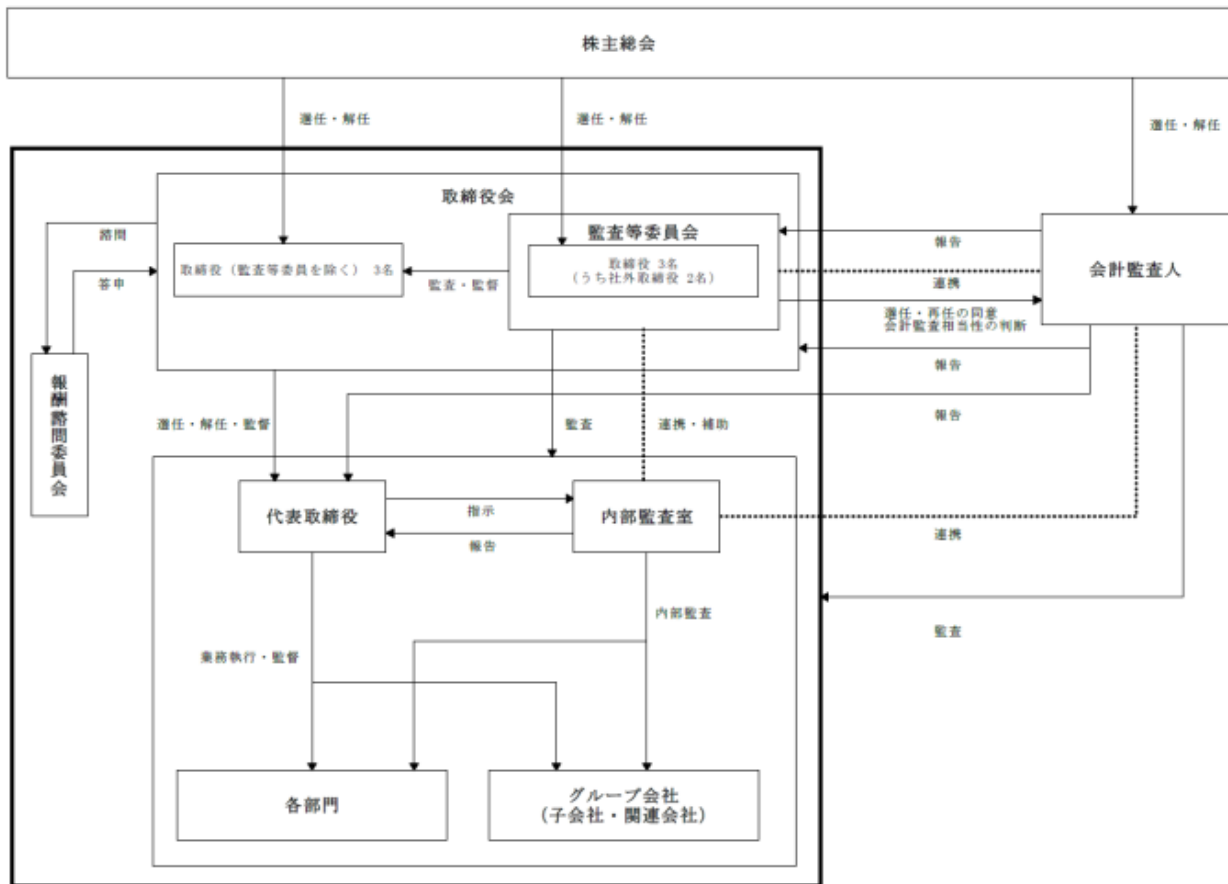 株主総会
選任・解任
選任・解任
選任・解任
取締役会
監査等委員会
諮問
報告
会計監査人
取締役（監査等委員を除く） 3名
取締役 3名
（うち社外取締役 2名）
答申
監査・監督
連携
選任・再任の同意
会計監査相当性の判断
報告
報酬諮問委員会
選任・解任・監督
監査
連携・補助
報告
代表取締役
指示
内部監査室
報告
連携
内部監査
監査
業務執行・監督
各部門
グループ会社
（子会社・関連会社）